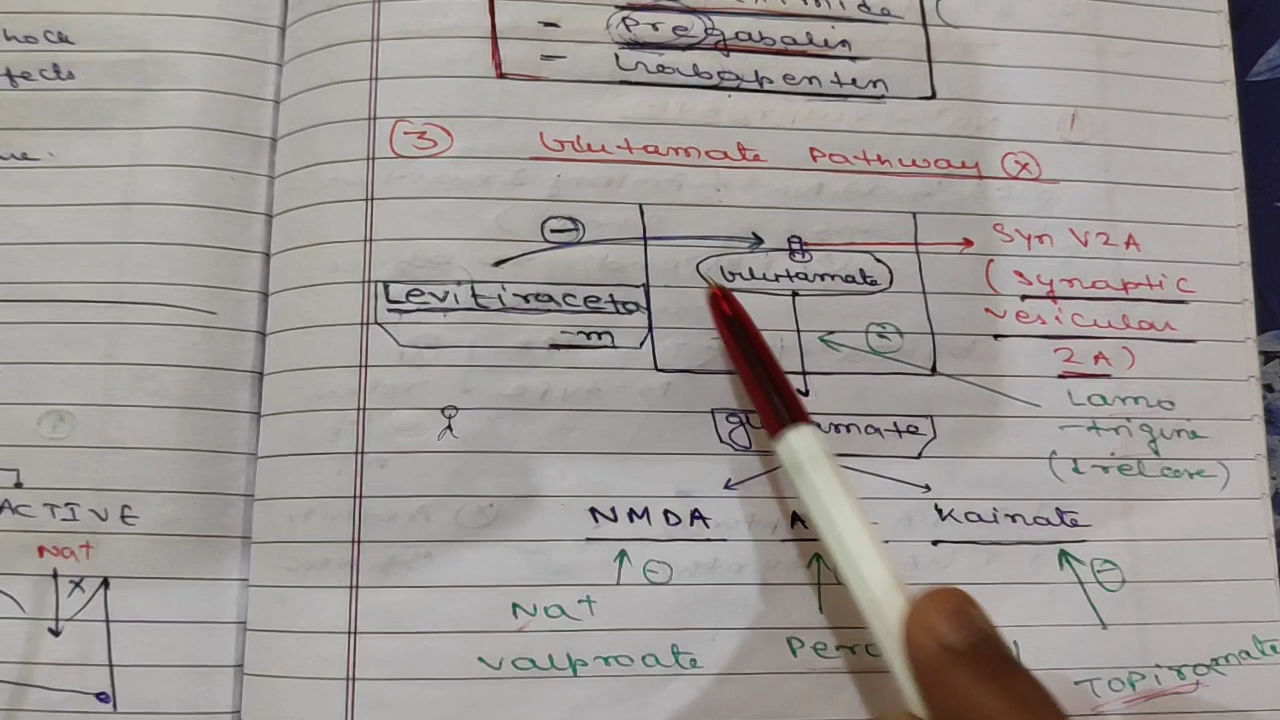 Pregabalin
Gabapentin
③ Glutamate Pathway ⓧ
Syn V2A
(Synaptic
vesicular
2A)
Glutamate
Levitiraceta
-m
Lamo
-trigine
NMDA
Kainate
ACTIVE
Na+
x
Na+
valproate
Topiramate